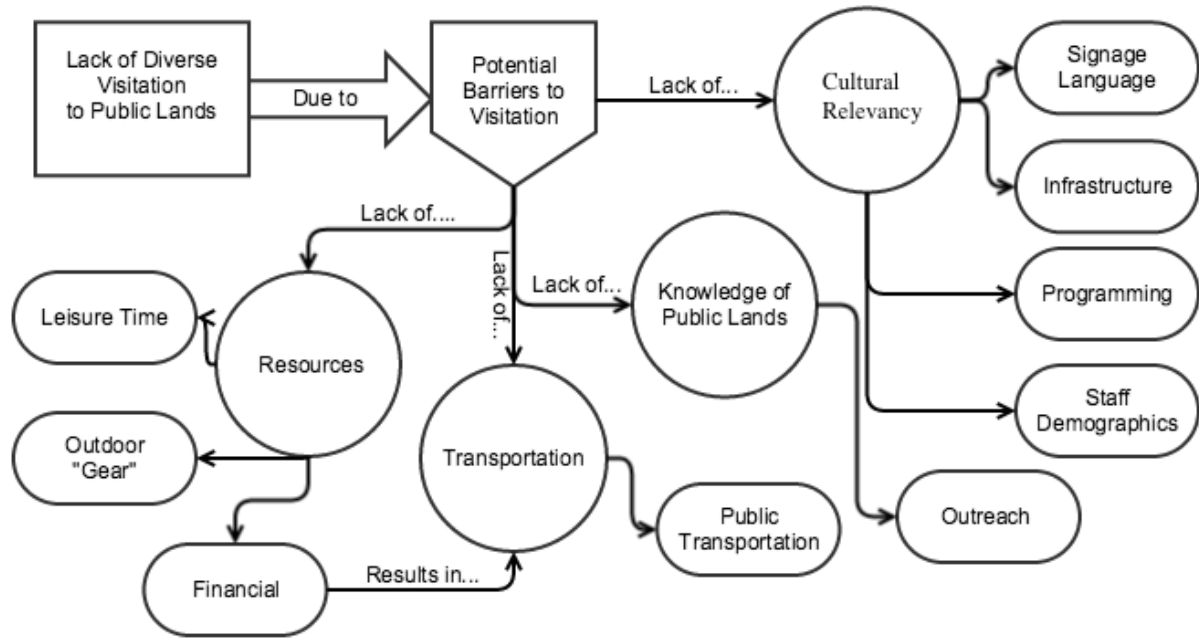 Lack of Diverse
Visitation
to Public Lands
Due to
Potential
Barriers to
Visitation
Lack of...
Cultural
Relevancy
Signage
Language
Infrastructure
Programming
Staff
Demographics
Lack of....
Lack of...
Lack of...
Knowledge of
Public Lands
Leisure Time
Resources
Outdoor
"Gear"
Transportation
Public
Transportation
Outreach
Financial
Results in...